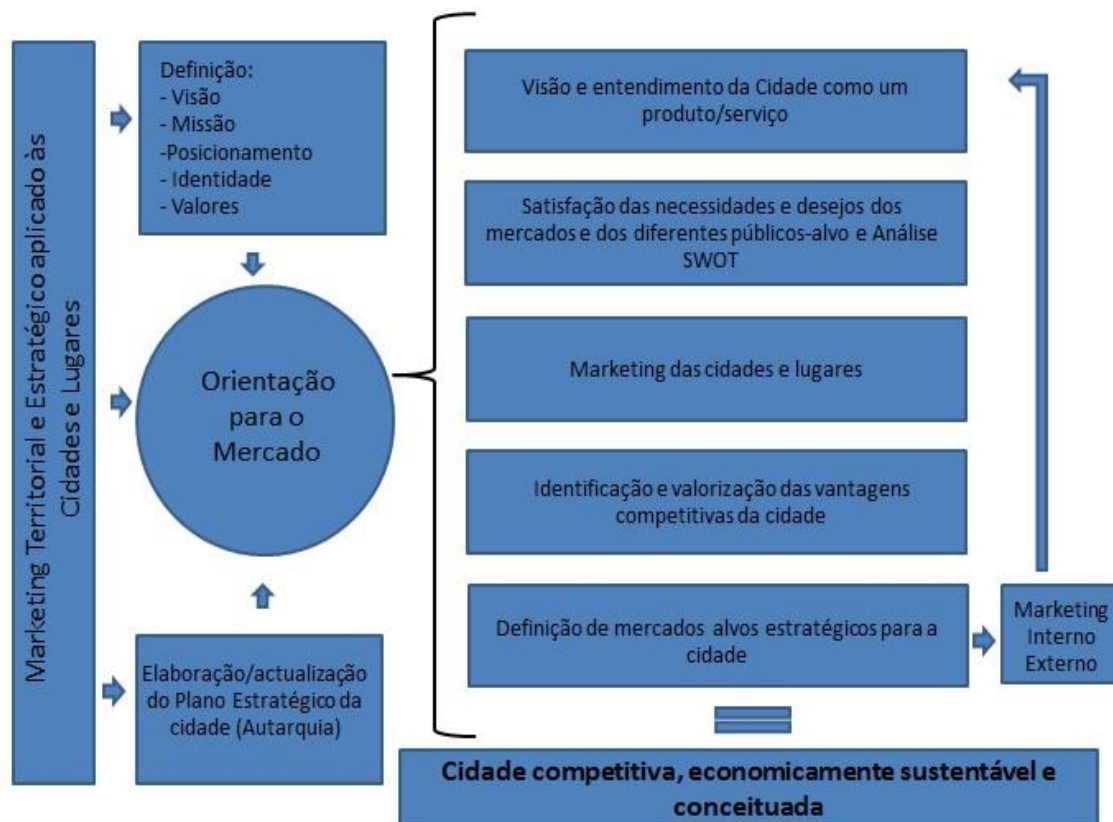 Marketing Territorial e Estratégico aplicado às
Cidades e Lugares
Definição:
- Visão
- Missão
-Posicionamento
- Identidade
- Valores
Orientação
para o
Mercado
Elaboração/actualização
do Plano Estratégico da
cidade (Autarquia)
Visão e entendimento da Cidade como um
produto/serviço
Satisfação das necessidades e desejos dos
mercados e dos diferentes públicos-alvo e Análise
SWOT
Marketing das cidades e lugares
Identificação e valorização das vantagens
competitivas da cidade
Definição de mercados alvos estratégicos para a
cidade
Marketing
Interno
Externo
Cidade competitiva, economicamente sustentável e
conceituada